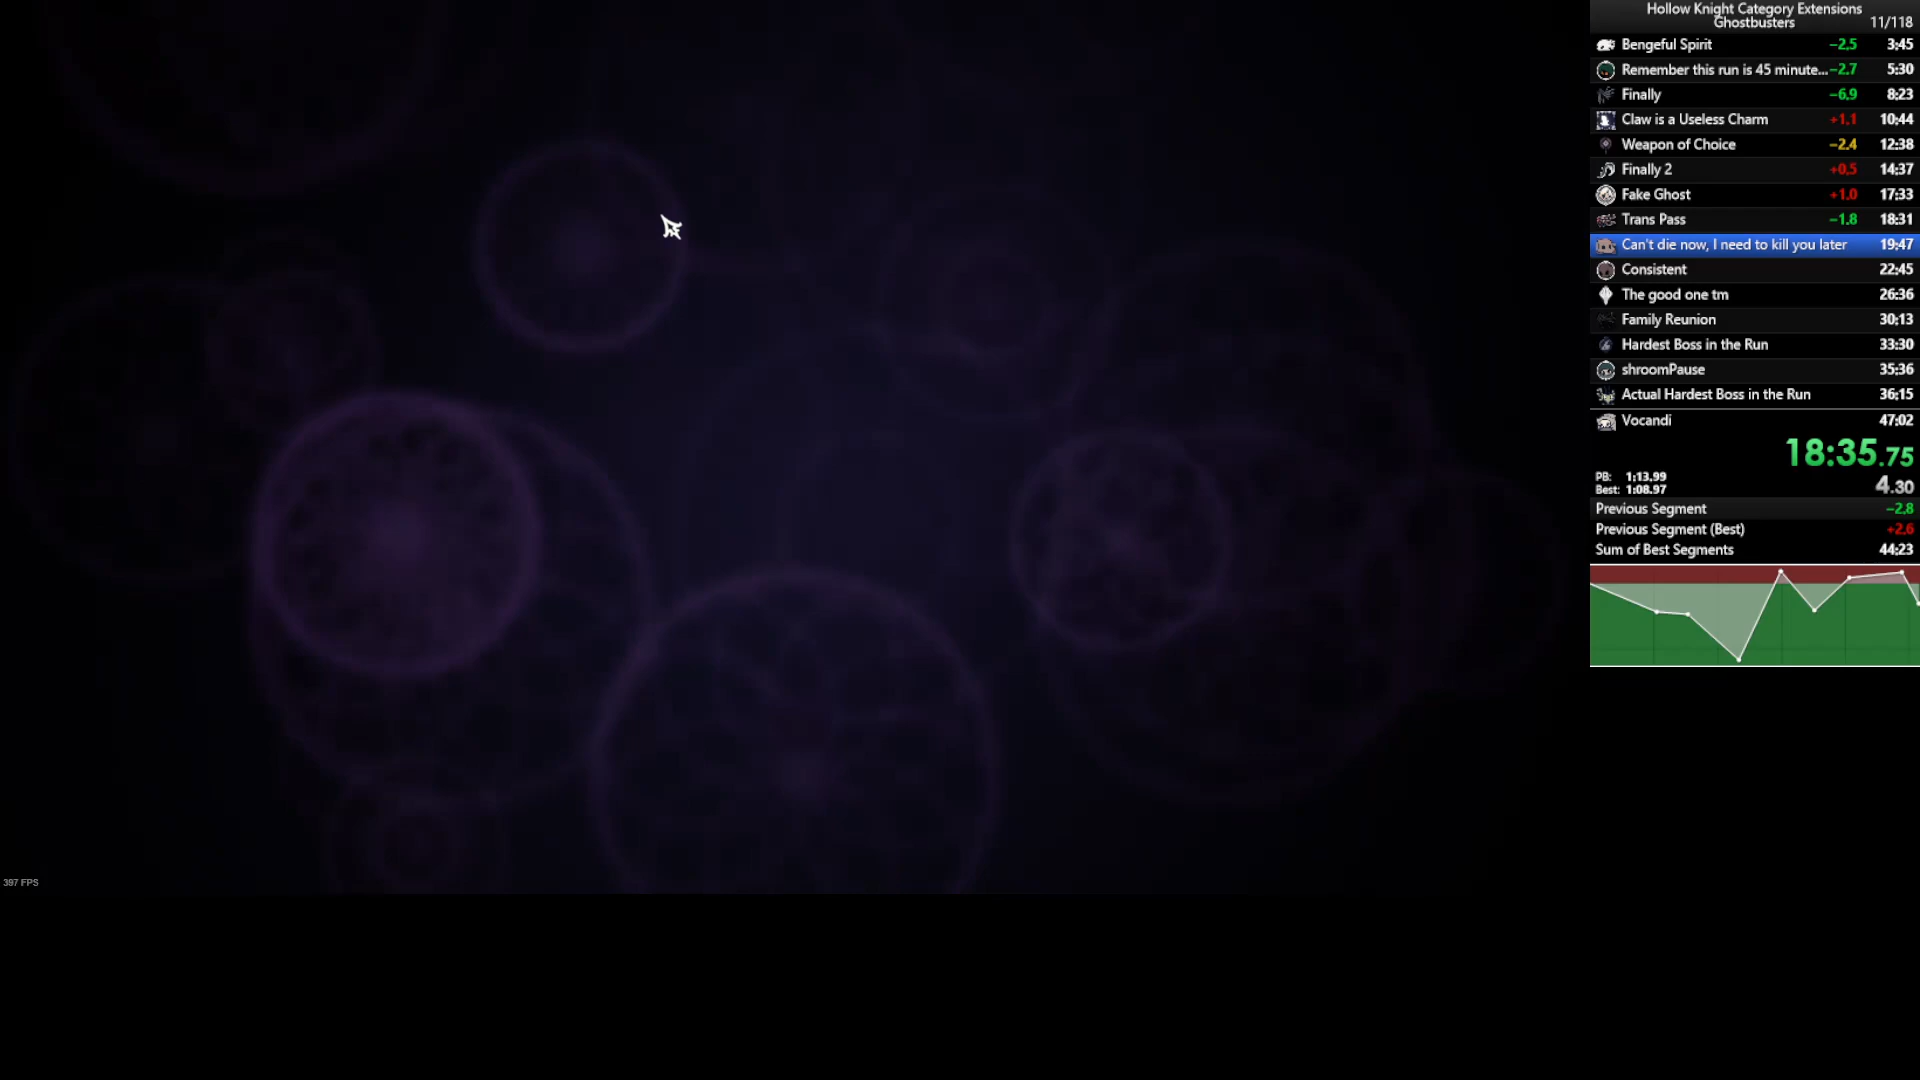 Hollow Knight Category Extensions
Ghostbusters 11/118
Bengeful Spirit −2.5 3:45
Remember this run is 45 minute... −2.7 5:30
Finally −6.9 8:23
Claw is a Useless Charm +1.1 10:44
Weapon of Choice −2.4 12:38
Finally 2 +0.5 14:37
Fake Ghost +1.0 17:33
Trans Pass −1.8 18:31
Can't die now, I need to kill you later 19:47
Consistent 22:45
The good one tm 26:36
Family Reunion 30:13
Hardest Boss in the Run 33:30
shroomPause 35:36
Actual Hardest Boss in the Run 36:15
Vocandi 47:02
18:35.75
PB: 1:13.99
Best: 1:08.97 4.30
Previous Segment −2.8
Previous Segment (Best) +2.6
Sum of Best Segments 44:23
397 FPS